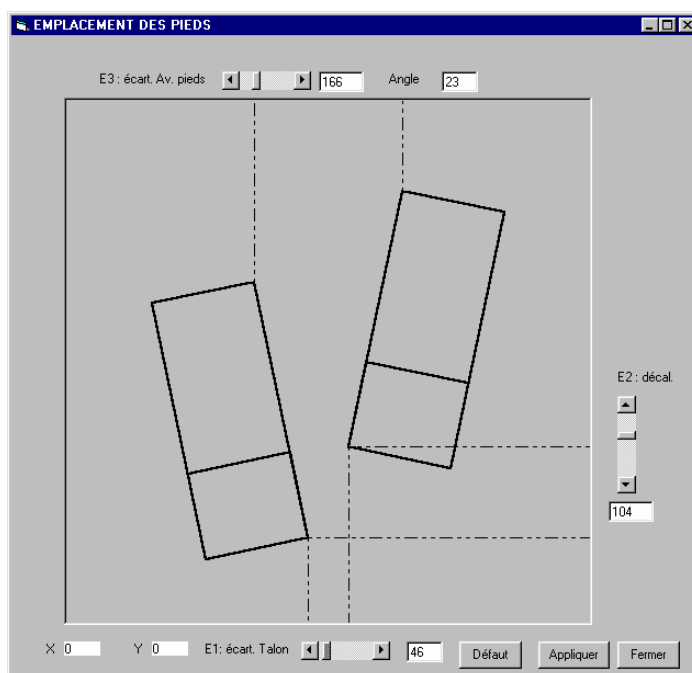 EMPLACEMENT DES PIEDS
E3 : écart. Av. pieds 166 Angle 23
E2 : décal.
104
X 0 Y 0 E1: écart. Talon 46 Défaut Appliquer Fermer